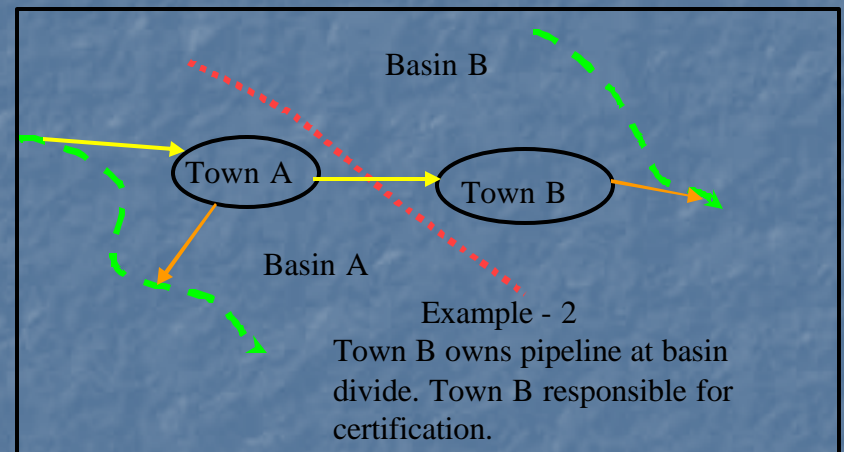 Basin B
Town A
Town B
Basin A
Example - 2
Town B owns pipeline at basin
divide. Town B responsible for
certification.